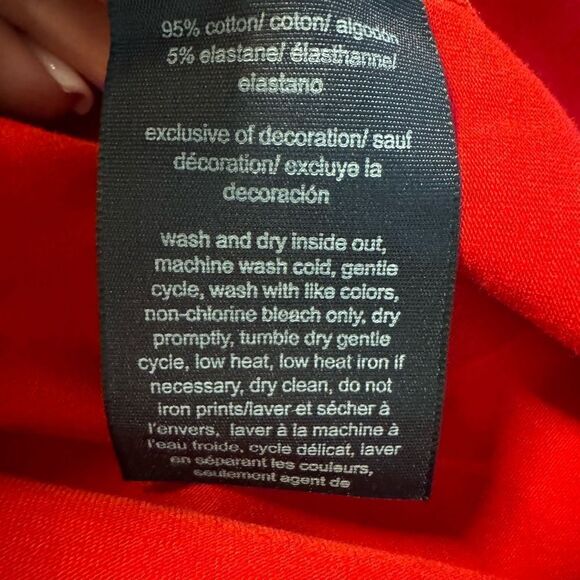 95% cotton/ coton/ algodón
5% elastane/ élasthanne/
elastano
exclusive of decoration/ sauf
décoration/ excluye la
decoración
wash and dry inside out,
machine wash cold, gentle
cycle, wash with like colors,
non-chlorine bleach only, dry
promptly, tumble dry gentle
cycle, low heat, low heat iron if
necessary, dry clean, do not
iron prints/laver et sécher à
l'envers, laver à la machine à
l'eau froide, cycle délicat, laver
en séparant les couleurs,
seulement agent de